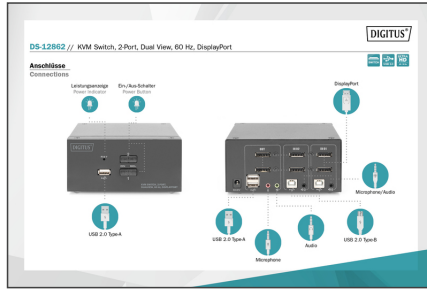 DIGITUS®
DS-12862 // KVM Switch, 2-Port, Dual View, 60 Hz, DisplayPort
Anschlüsse
Connections
Leistungsanzeige
Power Indicator
Ein-/Aus-Schalter
Power Button
DisplayPort
DIGITUS
Microphone/Audio
USB 2.0 Type-A
USB 2.0 Type-A
Microphone
Audio
USB 2.0 Type-B